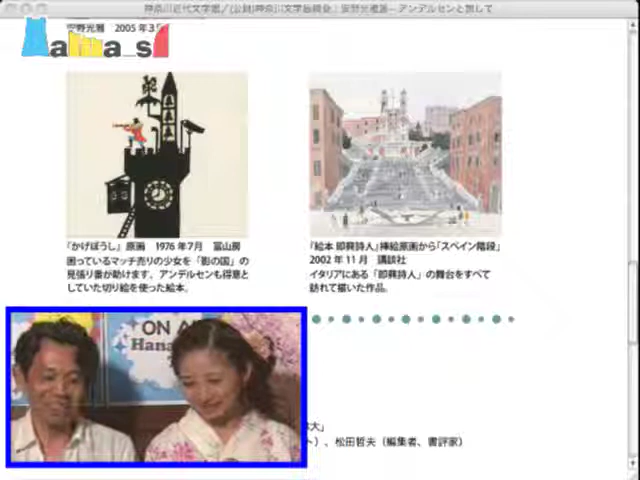 神奈川近代文学館/(公財)神奈川文学振興会｜安野光雅展―アンデルセンと旅して
安野光雅 2005年3月
Hamas
『かげぼうし』原画 1976年7月 冨山房
困っているマッチ売りの少女を「影の国」の
見張り番が助けます。アンデルセンも得意と
していた切り絵を使った絵本。
『絵本 即興詩人』挿絵原画から「スペイン階段」
2002年11月 講談社
イタリアにある「即興詩人」の舞台をすべて
訪れて描いた作品。
ON A
Hana
大」
ト）、松田哲夫（編集者、書評家）